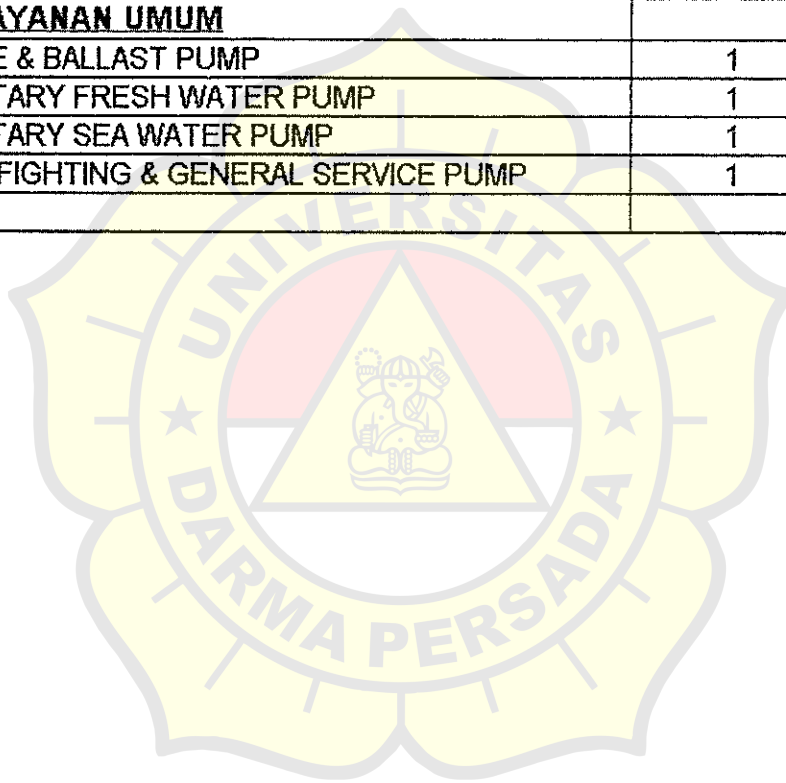 AYANAN UMUM
E & BALLAST PUMP 1
TARY FRESH WATER PUMP 1
TARY SEA WATER PUMP 1
FIGHTING & GENERAL SERVICE PUMP 1
UNIVERSITAS
DARMA PERSADA